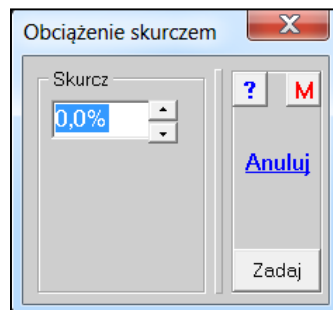 Obciążenie skurczem
Skurcz
0,0%
? M
Anuluj
Zadaj